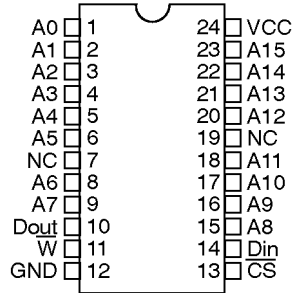 A0 1 24 VCC
A1 2 23 A15
A2 3 22 A14
A3 4 21 A13
A4 5 20 A12
A5 6 19 NC
NC 7 18 A11
A6 8 17 A10
A7 9 16 A9
Dout 10 15 A8
W̅ 11 14 Din
GND 12 13 C̅S̅